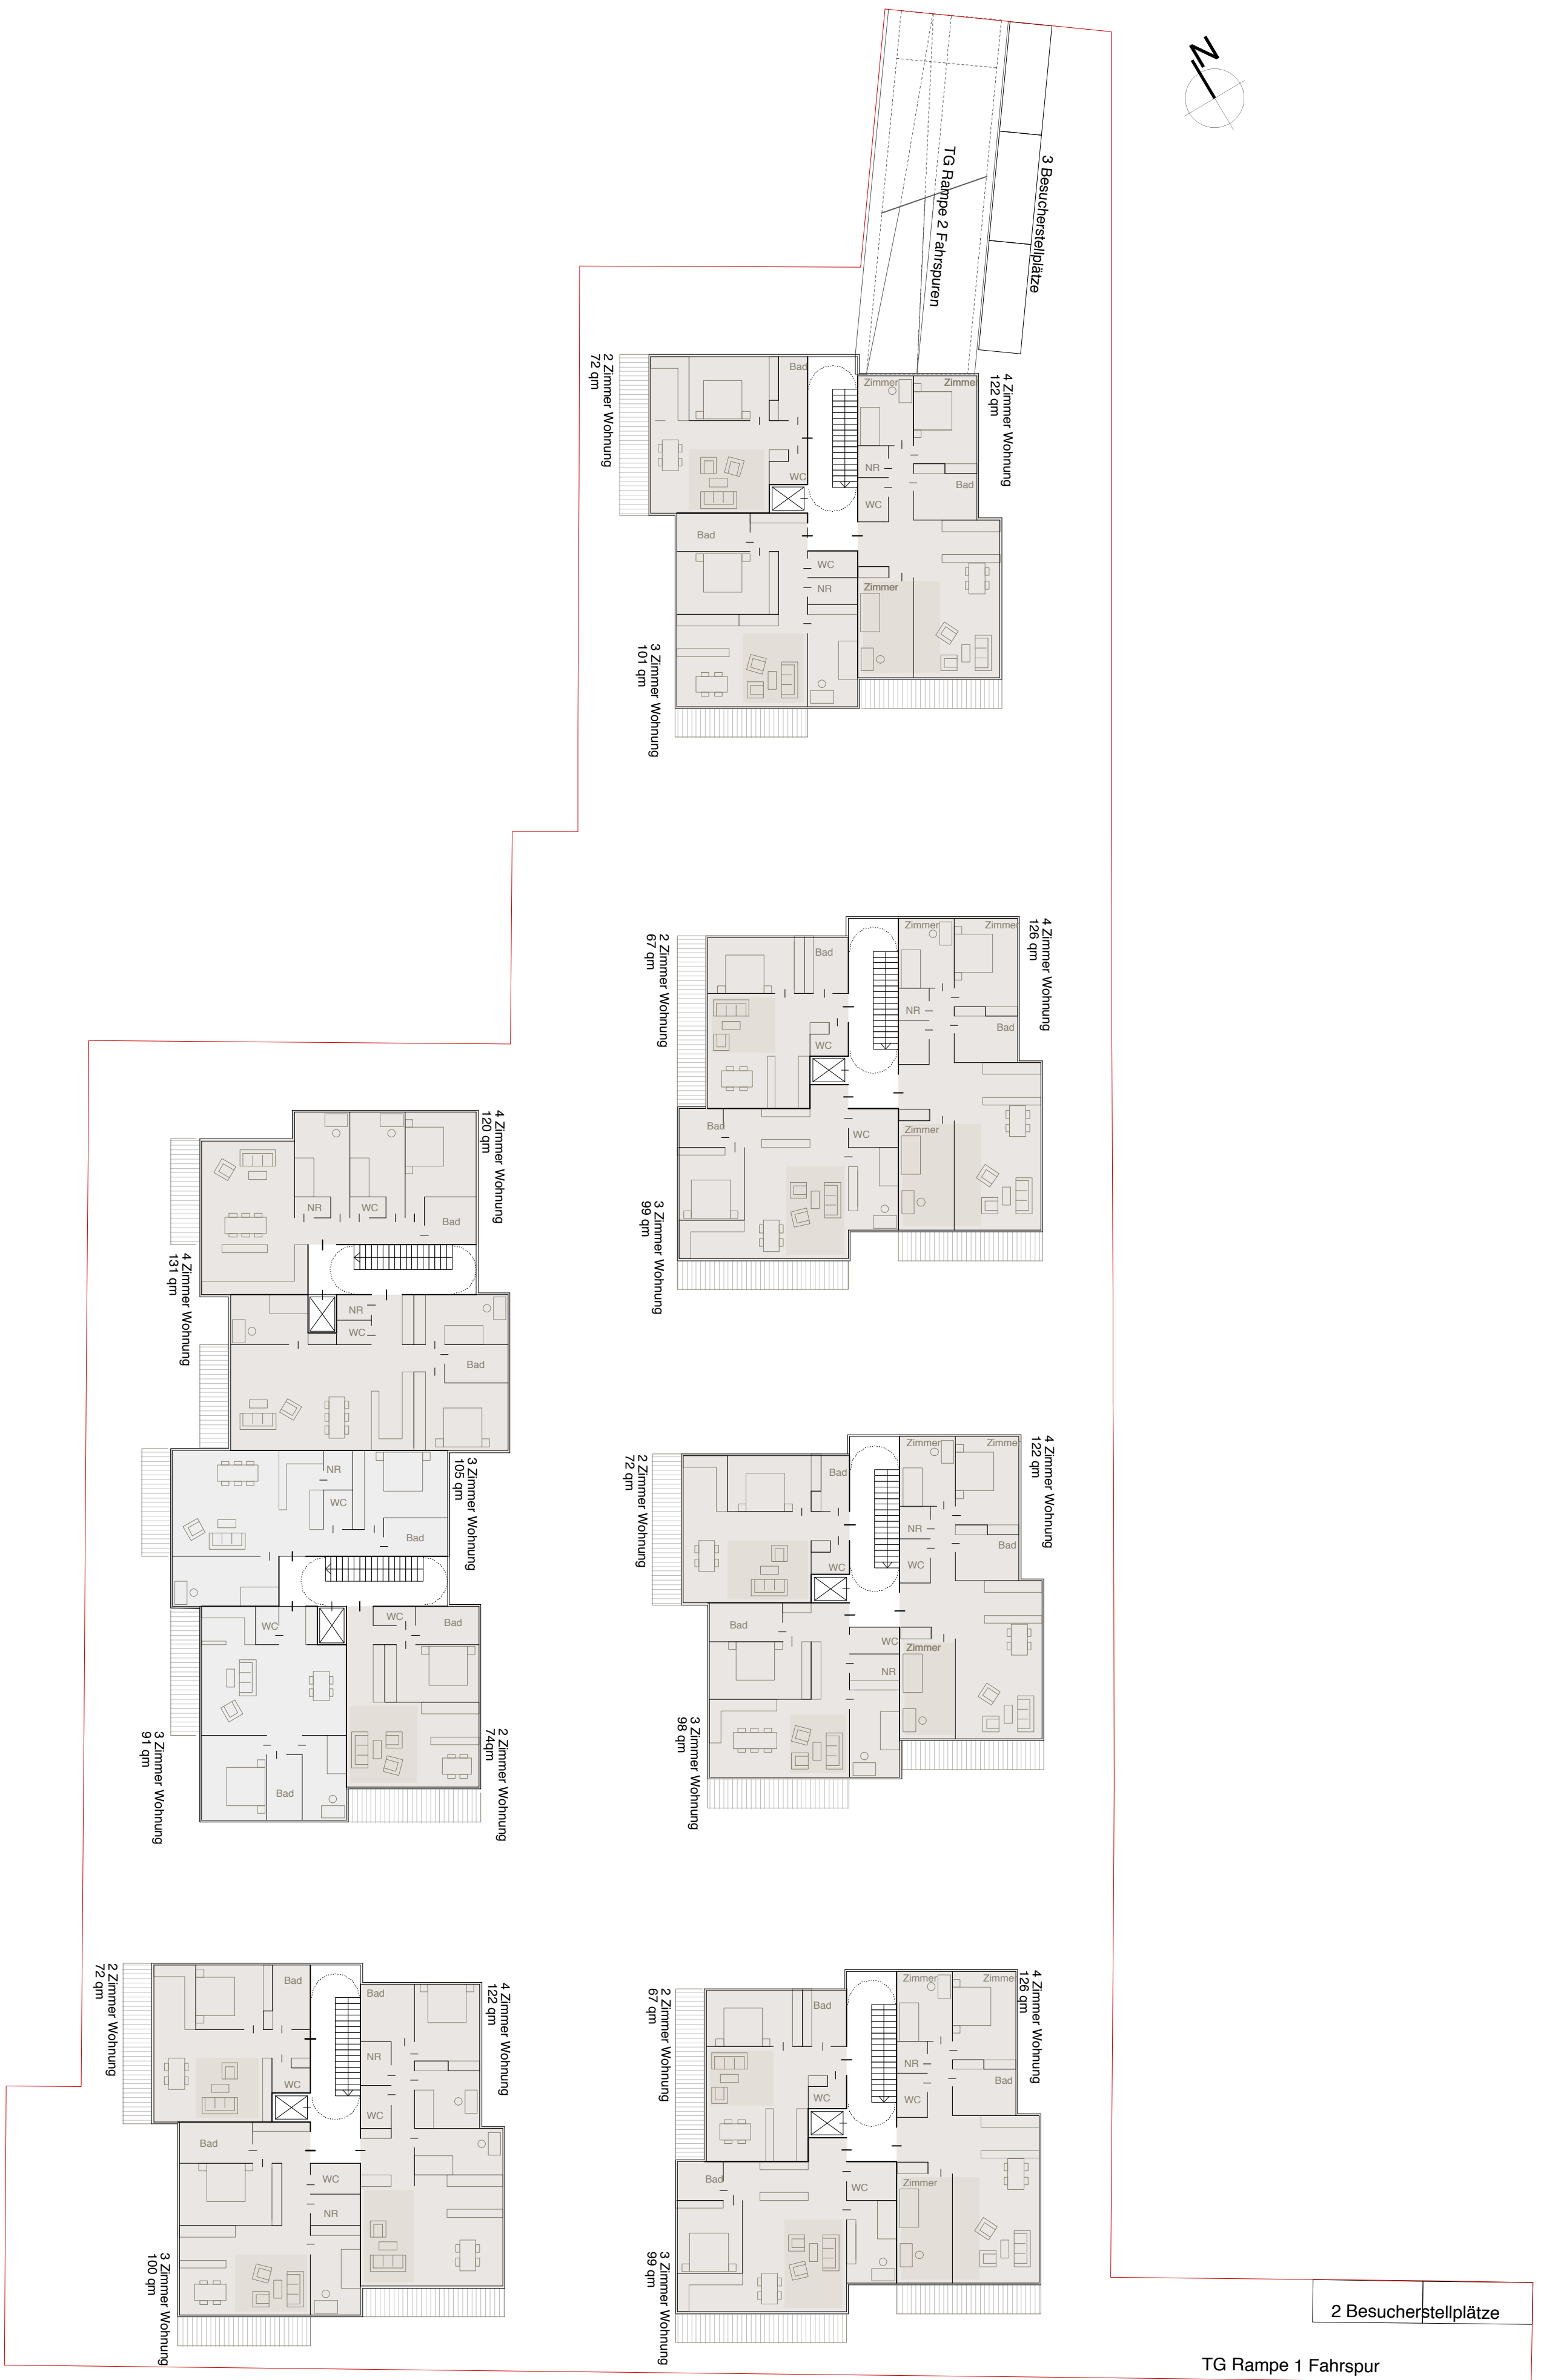 N
3 Besucherstellplätze
TG Rampe 2 Fahrspuren
2 Zimmer Wohnung
72 qm
4 Zimmer Wohnung
122 qm
Bad
Zimmer
Zimmer
NR
WC
Bad
WC
Bad
WC
NR
Zimmer
3 Zimmer Wohnung
101 qm
2 Zimmer Wohnung
67 qm
4 Zimmer Wohnung
126 qm
Zimmer
Zimmer
Bad
NR
Bad
WC
Bad
WC
Zimmer
3 Zimmer Wohnung
99 qm
4 Zimmer Wohnung
120 qm
NR
WC
Bad
4 Zimmer Wohnung
131 qm
NR
WC
Bad
3 Zimmer Wohnung
105 qm
NR
WC
Bad
WC
WC
Bad
2 Zimmer Wohnung
74qm
3 Zimmer Wohnung
91 qm
Bad
2 Zimmer Wohnung
72 qm
4 Zimmer Wohnung
122 qm
Zimmer
Zimmer
Bad
NR
Bad
WC
WC
Bad
WC
NR
Zimmer
3 Zimmer Wohnung
98 qm
2 Zimmer Wohnung
72 qm
4 Zimmer Wohnung
122 qm
Bad
Bad
NR
WC
WC
Bad
WC
NR
3 Zimmer Wohnung
100 qm
2 Zimmer Wohnung
67 qm
4 Zimmer Wohnung
126 qm
Zimmer
Zimmer
Bad
NR
Bad
WC
WC
Bad
WC
Zimmer
3 Zimmer Wohnung
99 qm
2 Besucherstellplätze
TG Rampe 1 Fahrspur